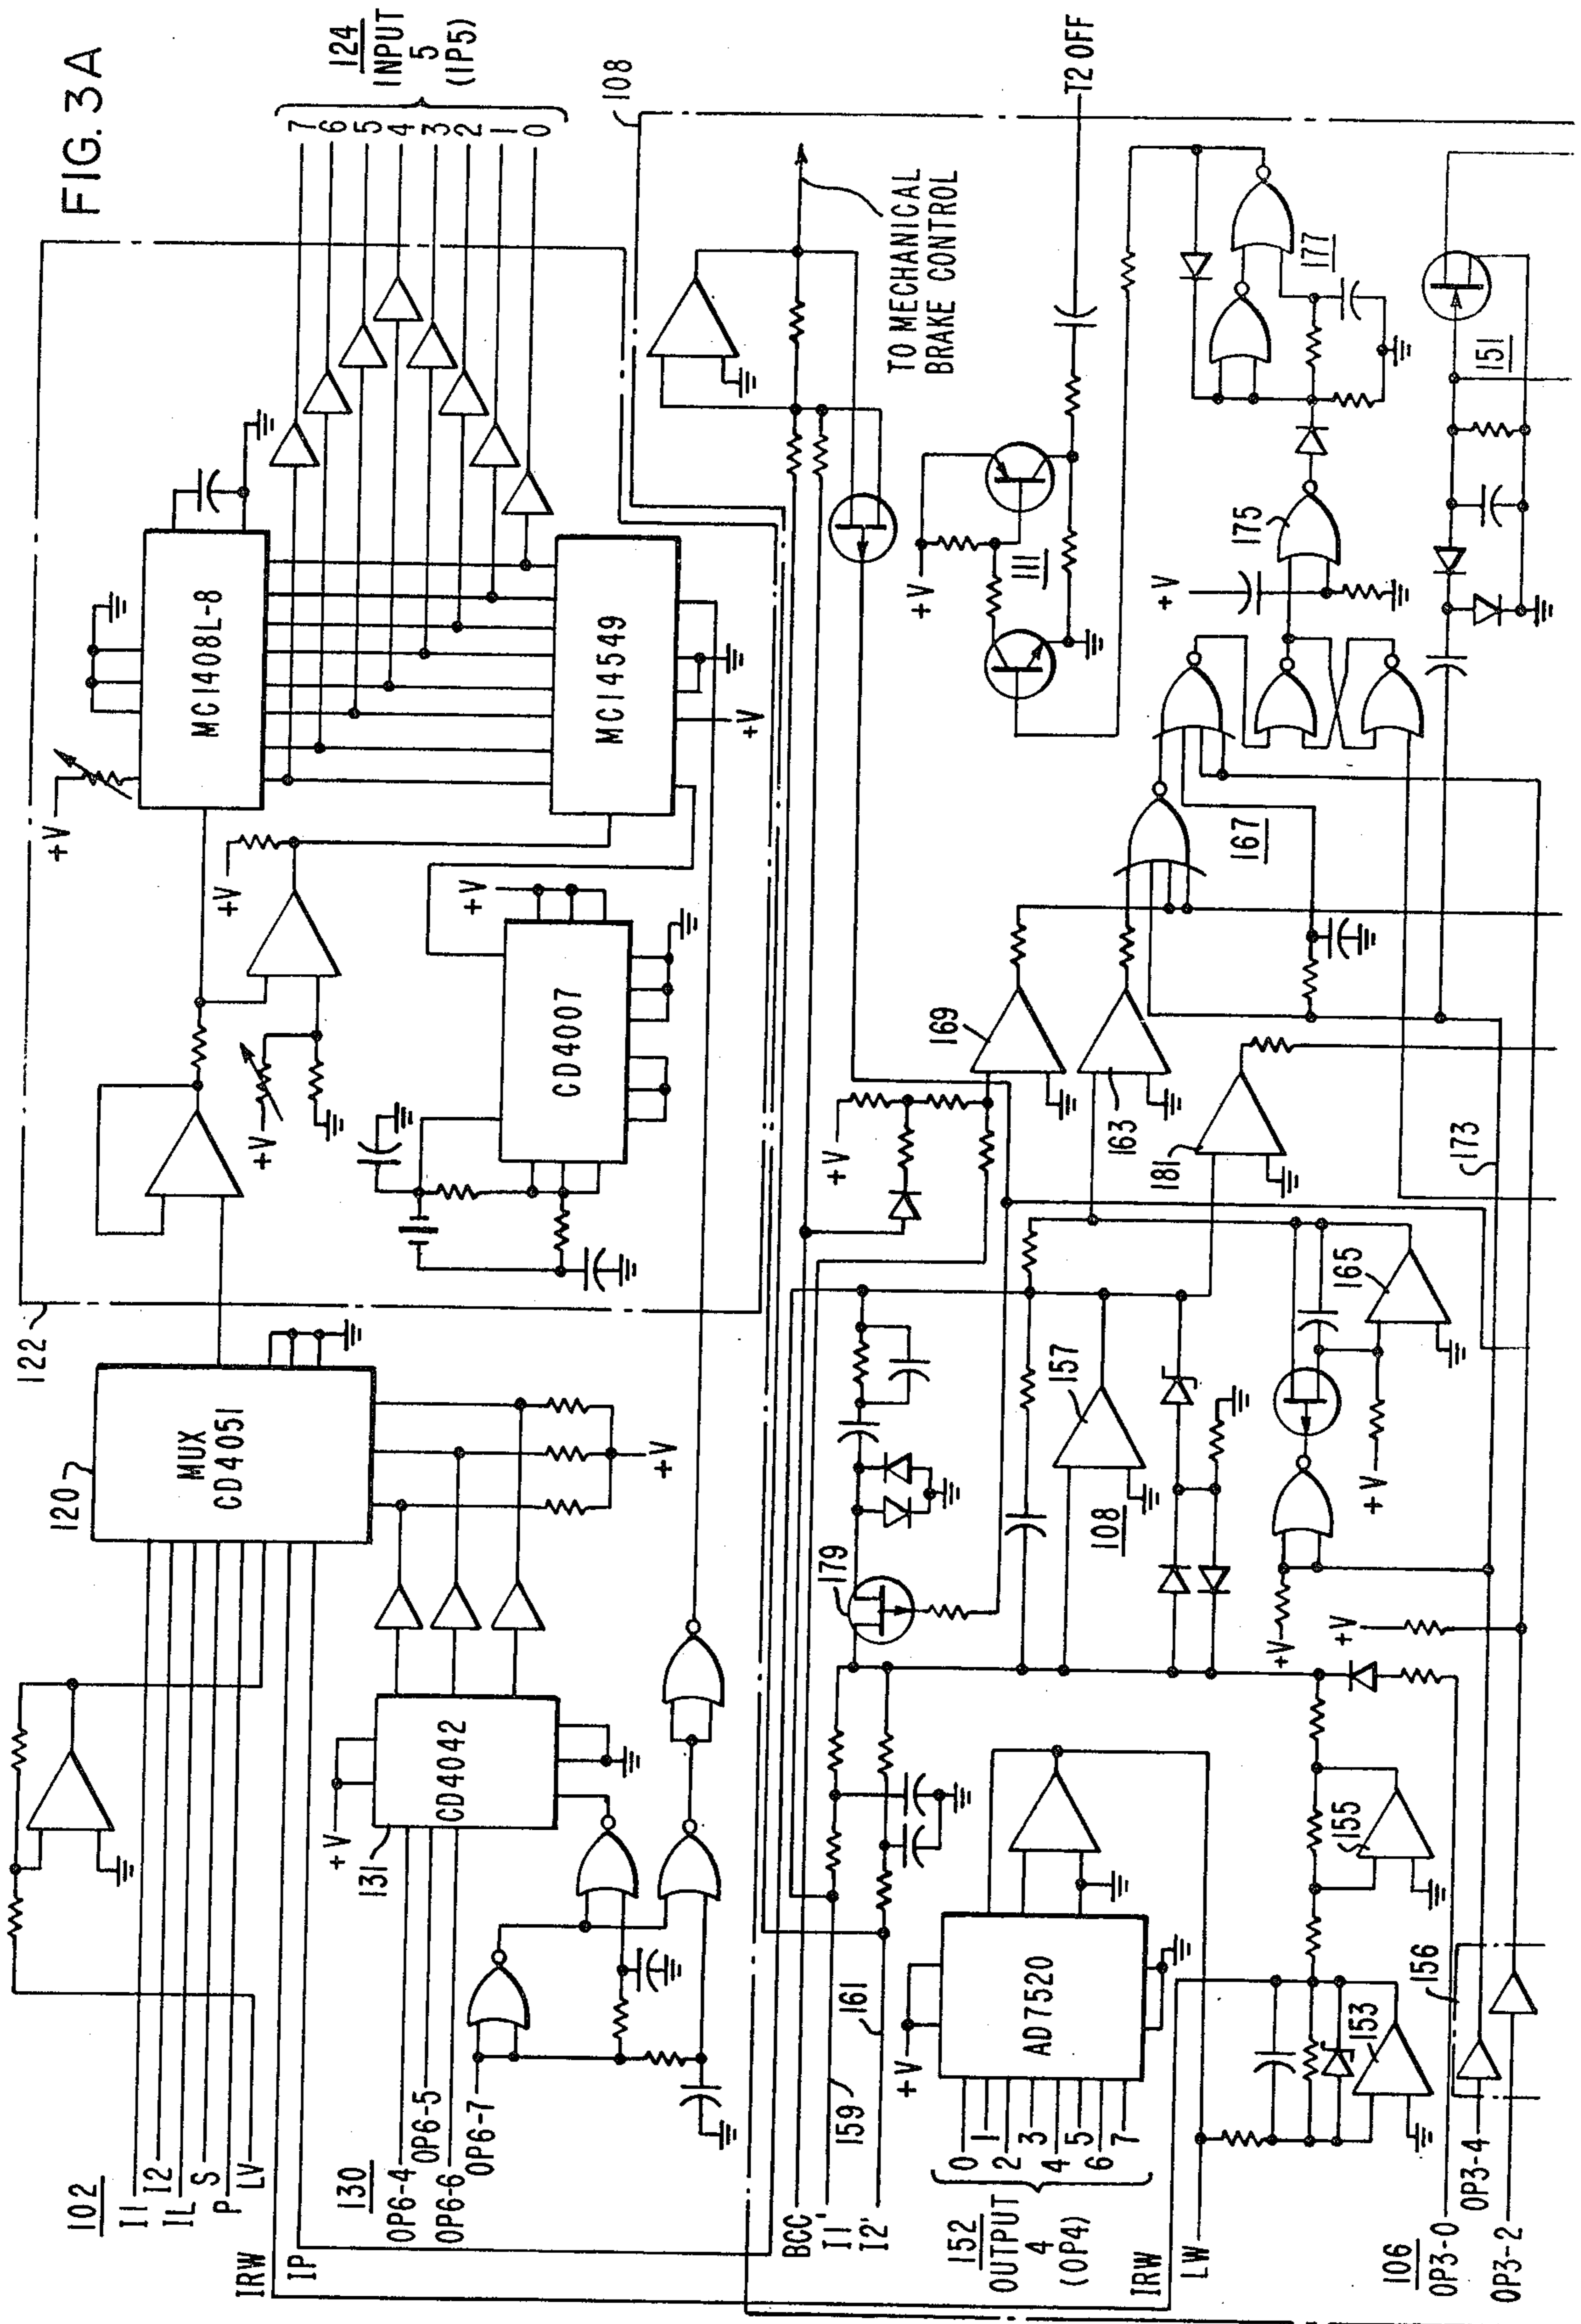 FIG. 3A
122
120
MUX
CD4051
+V
MC1408L-8
MC14549
+V
+V
+V
+V
CD4007
124
INPUT
5
(IP5)
7
6
5
4
3
2
1
0
102
I1
I2
IL
S
P
LV
IRW
IP
130
OP6-4
OP6-5
OP6-6
OP6-7
131
CD4042
+V
+V
108
TO MECHANICAL
BRAKE CONTROL
T2 OFF
+V
111
BCC
I1'
I2'
159
161
179
157
108
+V
169
163
181
167
+V
175
177
151
173
165
+V
+V
+V
152
OUTPUT
4
(OP4)
0
1
2
3
4
5
6
7
+V
AD7520
IRW
LW
153
155
156
106
OP3-0
OP3-4
OP3-2